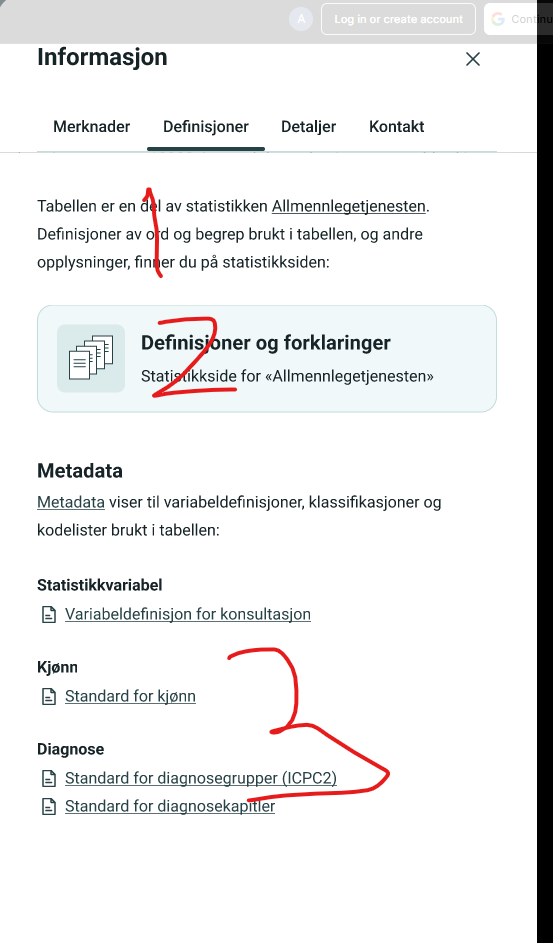 A
Log in or create account
G Continu
Informasjon
Merknader Definisjoner Detaljer Kontakt
Tabellen er en del av statistikken Allmennlegetjenesten.
Definisjoner av ord og begrep brukt i tabellen, og andre
opplysninger, finner du på statistikksiden:
1
Definisjoner og forklaringer
Statistikkside for «Allmennlegetjenesten»
2
Metadata
Metadata viser til variabeldefinisjoner, klassifikasjoner og
kodelister brukt i tabellen:
Statistikkvariabel
Variabeldefinisjon for konsultasjon
Kjønn
Standard for kjønn
3
Diagnose
Standard for diagnosegrupper (ICPC2)
Standard for diagnosekapitler